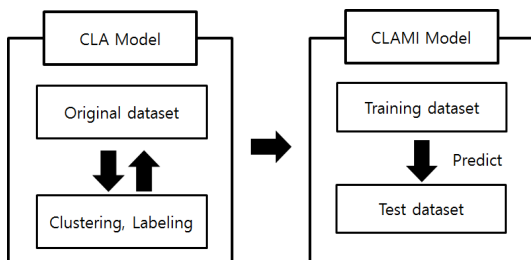 CLA Model
Original dataset
Clustering, Labeling
CLAMI Model
Training dataset
Predict
Test dataset